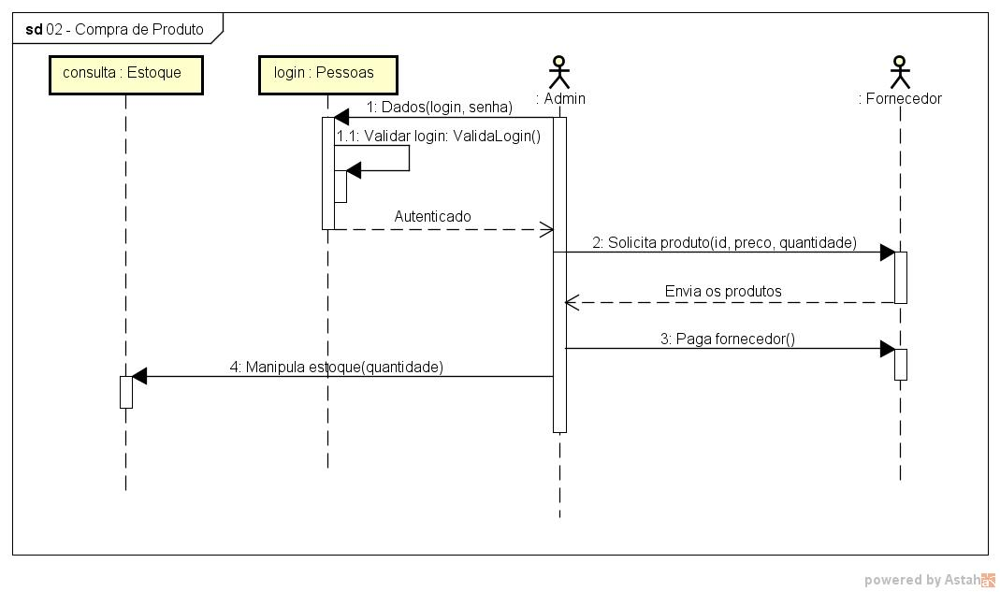 sd 02 - Compra de Produto
consulta : Estoque
login : Pessoas
: Admin
: Fornecedor
1: Dados(login, senha)
1.1: Validar login: ValidaLogin()
Autenticado
2: Solicita produto(id, preco, quantidade)
Envia os produtos
3: Paga fornecedor()
4: Manipula estoque(quantidade)
powered by Astah